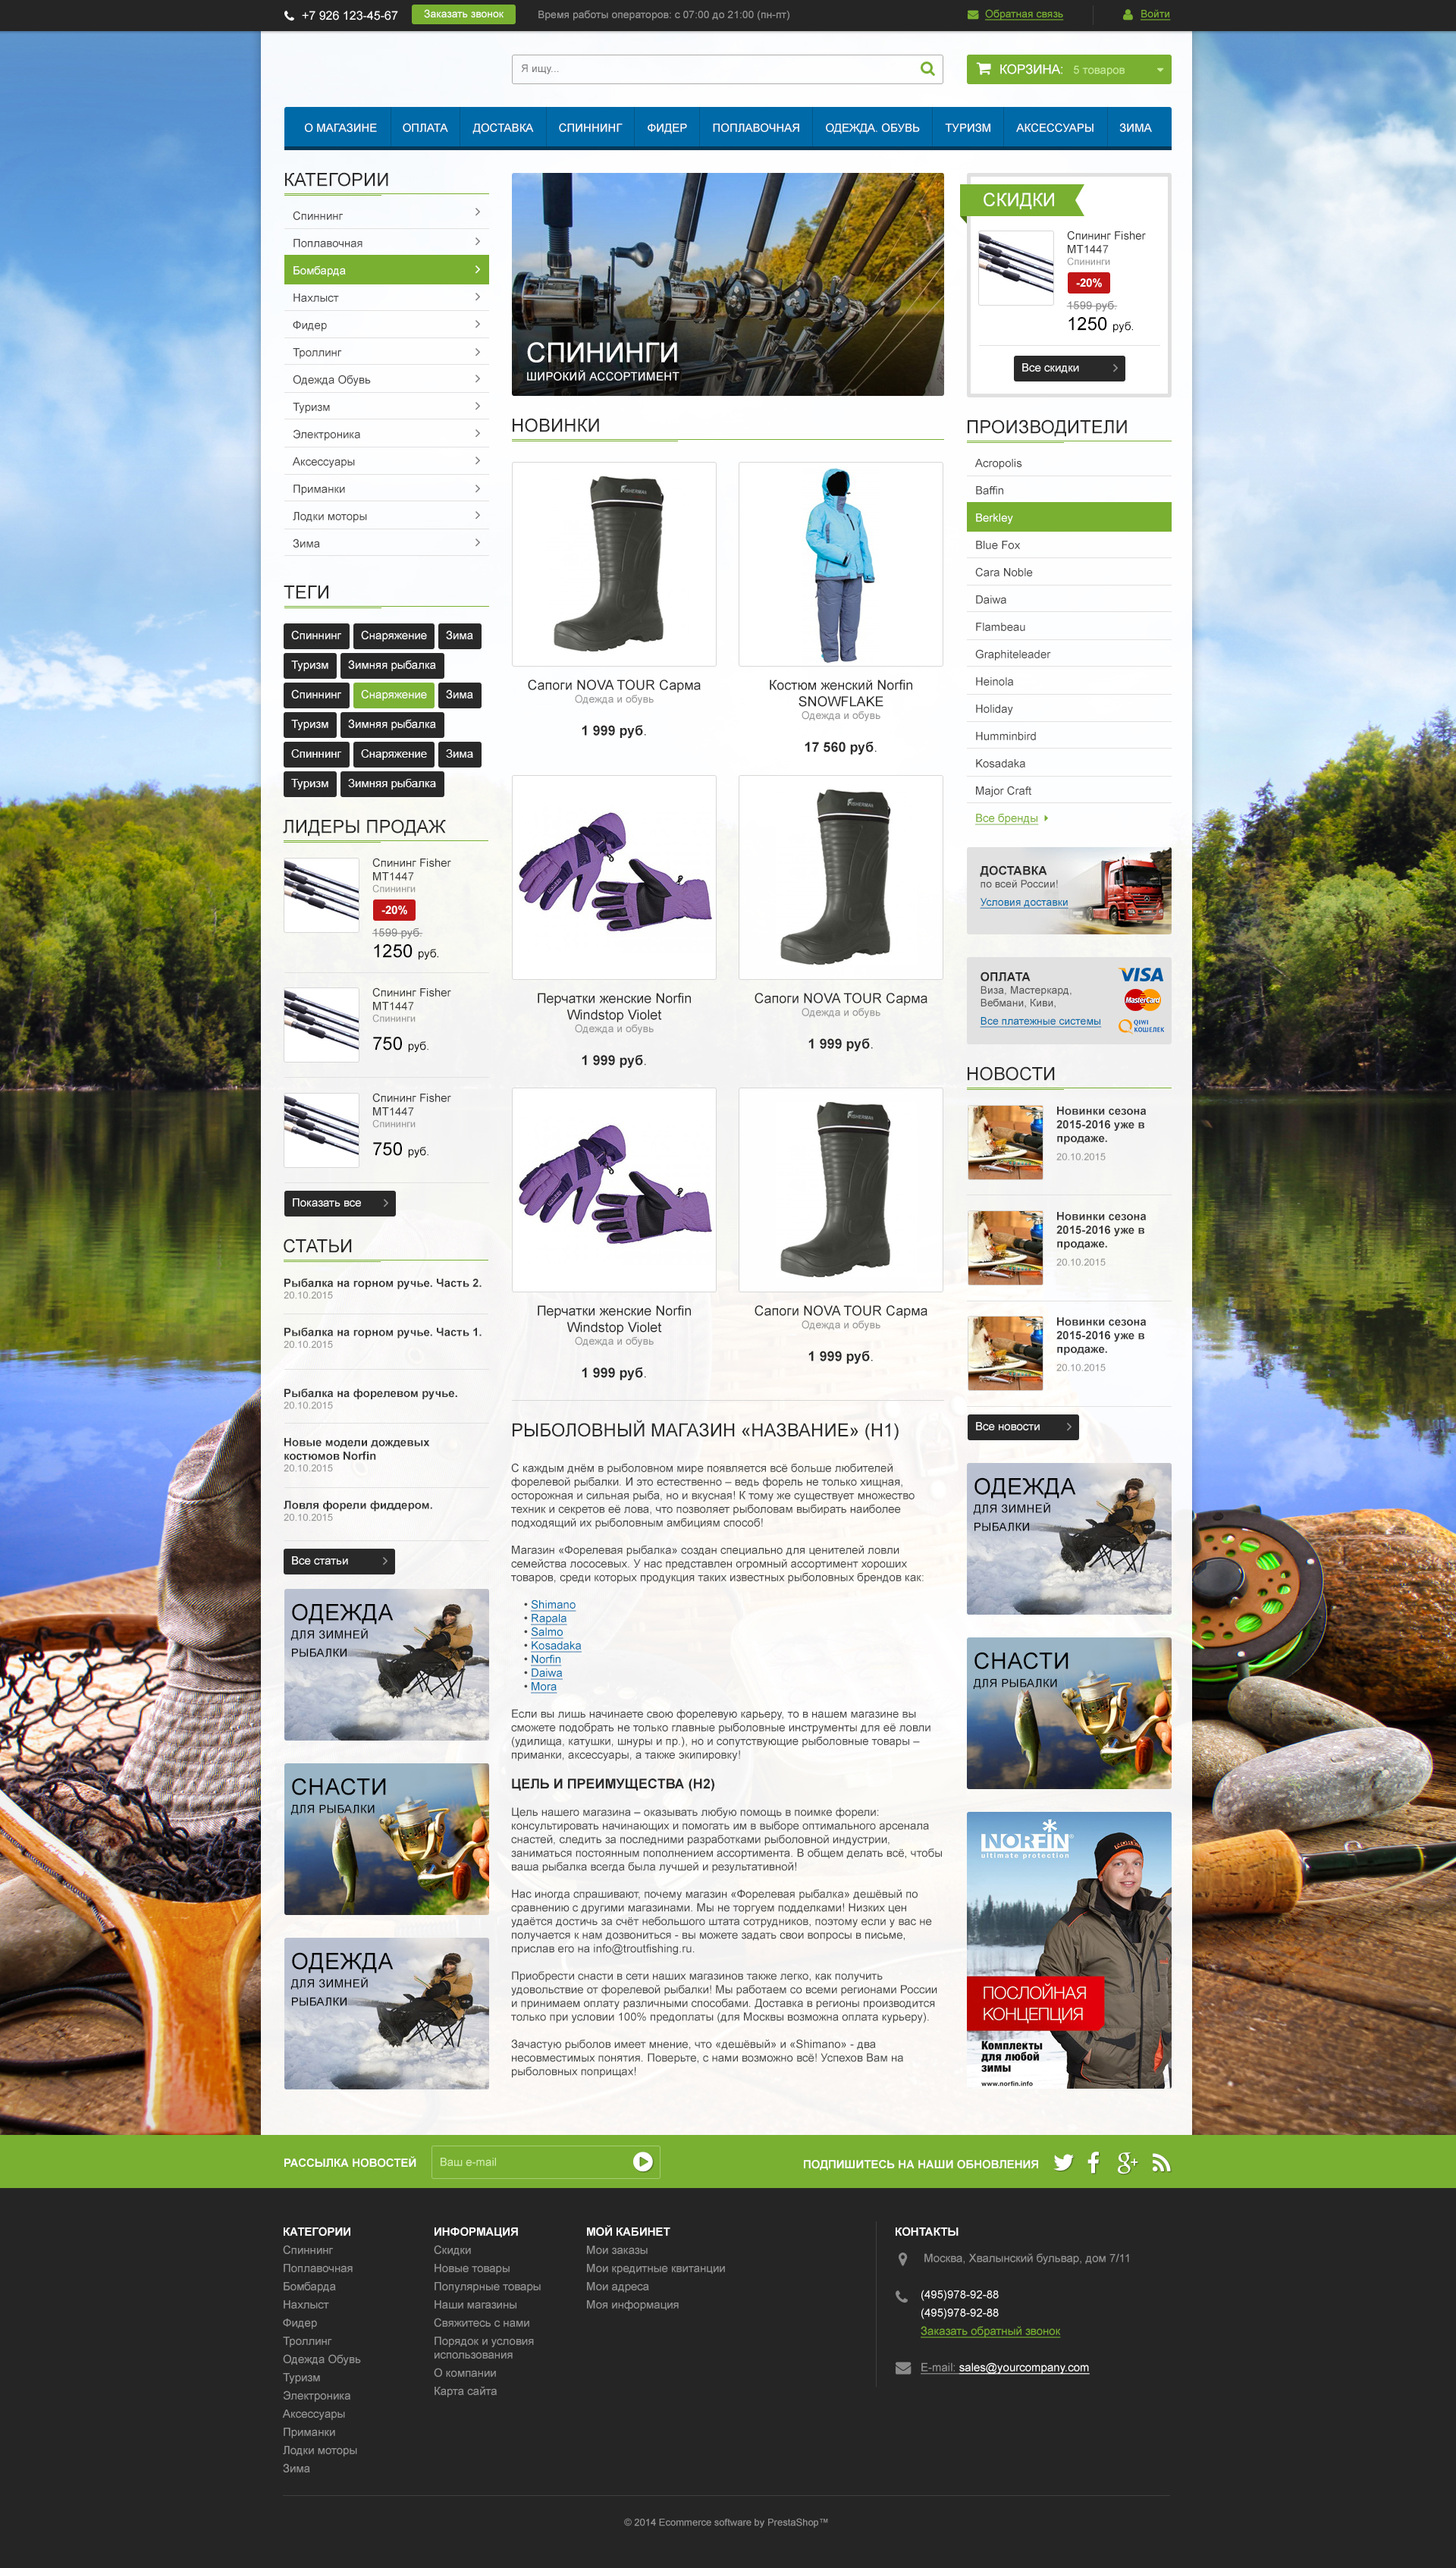 +7 926 123-45-67
Заказать звонок
Время работы операторов: с 07:00 до 21:00 (пн-пт)
Обратная связь
Войти
Я ищу...
КОРЗИНА: 5 товаров
О МАГАЗИНЕ
ОПЛАТА
ДОСТАВКА
СПИННИНГ
ФИДЕР
ПОПЛАВОЧНАЯ
ОДЕЖДА. ОБУВЬ
ТУРИЗМ
АКСЕССУАРЫ
ЗИМА
КАТЕГОРИИ
Спиннинг
Поплавочная
Бомбарда
Нахлыст
Фидер
Троллинг
Одежда Обувь
Туризм
Электроника
Аксессуары
Приманки
Лодки моторы
Зима
ТЕГИ
Спиннинг Снаряжение Зима
Туризм Зимняя рыбалка
Спиннинг Снаряжение Зима
Туризм Зимняя рыбалка
Спиннинг Снаряжение Зима
Туризм Зимняя рыбалка
ЛИДЕРЫ ПРОДАЖ
Спининг Fisher
MT1447
Спининги
-20%
1599 руб.
1250 руб.
Спининг Fisher
MT1447
Спининги
750 руб.
Спининг Fisher
MT1447
Спининги
750 руб.
Показать все
СТАТЬИ
Рыбалка на горном ручье. Часть 2.
20.10.2015
Рыбалка на горном ручье. Часть 1.
20.10.2015
Рыбалка на форелевом ручье.
20.10.2015
Новые модели дождевых
костюмов Norfin
20.10.2015
Ловля форели фиддером.
20.10.2015
Все статьи
ОДЕЖДА
ДЛЯ ЗИМНЕЙ
РЫБАЛКИ
СНАСТИ
ДЛЯ РЫБАЛКИ
ОДЕЖДА
ДЛЯ ЗИМНЕЙ
РЫБАЛКИ
СПИНИНГИ
ШИРОКИЙ АССОРТИМЕНТ
НОВИНКИ
FISHERMAN
Сапоги NOVA TOUR Сарма
Одежда и обувь
1 999 руб.
Костюм женский Norfin
SNOWFLAKE
Одежда и обувь
17 560 руб.
Перчатки женские Norfin
Windstop Violet
Одежда и обувь
1 999 руб.
FISHERMAN
Сапоги NOVA TOUR Сарма
Одежда и обувь
1 999 руб.
Перчатки женские Norfin
Windstop Violet
Одежда и обувь
1 999 руб.
FISHERMAN
Сапоги NOVA TOUR Сарма
Одежда и обувь
1 999 руб.
РЫБОЛОВНЫЙ МАГАЗИН «НАЗВАНИЕ» (H1)
С каждым днём в рыболовном мире появляется всё больше любителей
форелевой рыбалки. И это естественно – ведь форель не только хищная,
осторожная и сильная рыба, но и вкусная! К тому же существует множество
техник и секретов её лова, что позволяет рыболовам выбирать наиболее
подходящий их рыболовным амбициям способ!
Магазин «Форелевая рыбалка» создан специально для ценителей ловли
семейства лососевых. У нас представлен огромный ассортимент хороших
товаров, среди которых продукция таких известных рыболовных брендов как:
• Shimano
• Rapala
• Salmo
• Kosadaka
• Norfin
• Daiwa
• Mora
Если вы лишь начинаете свою форелевую карьеру, то в нашем магазине вы
сможете подобрать не только главные рыболовные инструменты для её ловли
(удилища, катушки, шнуры и пр.), но и сопутствующие рыболовные товары –
приманки, аксессуары, а также экипировку!
ЦЕЛЬ И ПРЕИМУЩЕСТВА (H2)
Цель нашего магазина – оказывать любую помощь в поимке форели:
консультировать начинающих и помогать им в выборе оптимального арсенала
снастей, следить за последними разработками рыболовной индустрии,
заниматься постоянным пополнением ассортимента. В общем делать всё, чтобы
ваша рыбалка всегда была лучшей и результативной!
Нас иногда спрашивают, почему магазин «Форелевая рыбалка» дешёвый по
сравнению с другими магазинами. Мы не торгуем подделками! Низких цен
удаётся достичь за счёт небольшого штата сотрудников, поэтому если у вас не
получается к нам дозвониться - вы можете задать свои вопросы в письме,
прислав его на info@troutfishing.ru.
Приобрести снасти в сети наших магазинов также легко, как получить
удовольствие от форелевой рыбалки! Мы работаем со всеми регионами России
и принимаем оплату различными способами. Доставка в регионы производится
только при условии 100% предоплаты (для Москвы возможна оплата курьеру).
Зачастую рыболов имеет мнение, что «дешёвый» и «Shimano» - два
несовместимых понятия. Поверьте, с нами возможно всё! Успехов Вам на
рыболовных поприщах!
СКИДКИ
Спининг Fisher
MT1447
Спининги
-20%
1599 руб.
1250 руб.
Все скидки
ПРОИЗВОДИТЕЛИ
Acropolis
Baffin
Berkley
Blue Fox
Cara Noble
Daiwa
Flambeau
Graphiteleader
Heinola
Holiday
Humminbird
Kosadaka
Major Craft
Все бренды
ДОСТАВКА
по всей России!
Условия доставки
ОПЛАТА
Виза, Мастеркард,
Вебмани, Киви,
Все платежные системы
VISA
MasterCard
QIWI
КОШЕЛЕК
НОВОСТИ
Новинки сезона
2015-2016 уже в
продаже.
20.10.2015
Новинки сезона
2015-2016 уже в
продаже.
20.10.2015
Новинки сезона
2015-2016 уже в
продаже.
20.10.2015
Все новости
ОДЕЖДА
ДЛЯ ЗИМНЕЙ
РЫБАЛКИ
СНАСТИ
ДЛЯ РЫБАЛКИ
NORFIN
ultimate protection
ПОСЛОЙНАЯ
КОНЦЕПЦИЯ
Комплекты
для любой
зимы
www.norfin.info
РАССЫЛКА НОВОСТЕЙ
Ваш e-mail
ПОДПИШИТЕСЬ НА НАШИ ОБНОВЛЕНИЯ
КАТЕГОРИИ
Спиннинг
Поплавочная
Бомбарда
Нахлыст
Фидер
Троллинг
Одежда Обувь
Туризм
Электроника
Аксессуары
Приманки
Лодки моторы
Зима
ИНФОРМАЦИЯ
Скидки
Новые товары
Популярные товары
Наши магазины
Свяжитесь с нами
Порядок и условия
использования
О компании
Карта сайта
МОЙ КАБИНЕТ
Мои заказы
Мои кредитные квитанции
Мои адреса
Моя информация
КОНТАКТЫ
Москва, Хвалынский бульвар, дом 7/11
(495)978-92-88
(495)978-92-88
Заказать обратный звонок
E-mail: sales@yourcompany.com
© 2014 Ecommerce software by PrestaShop™